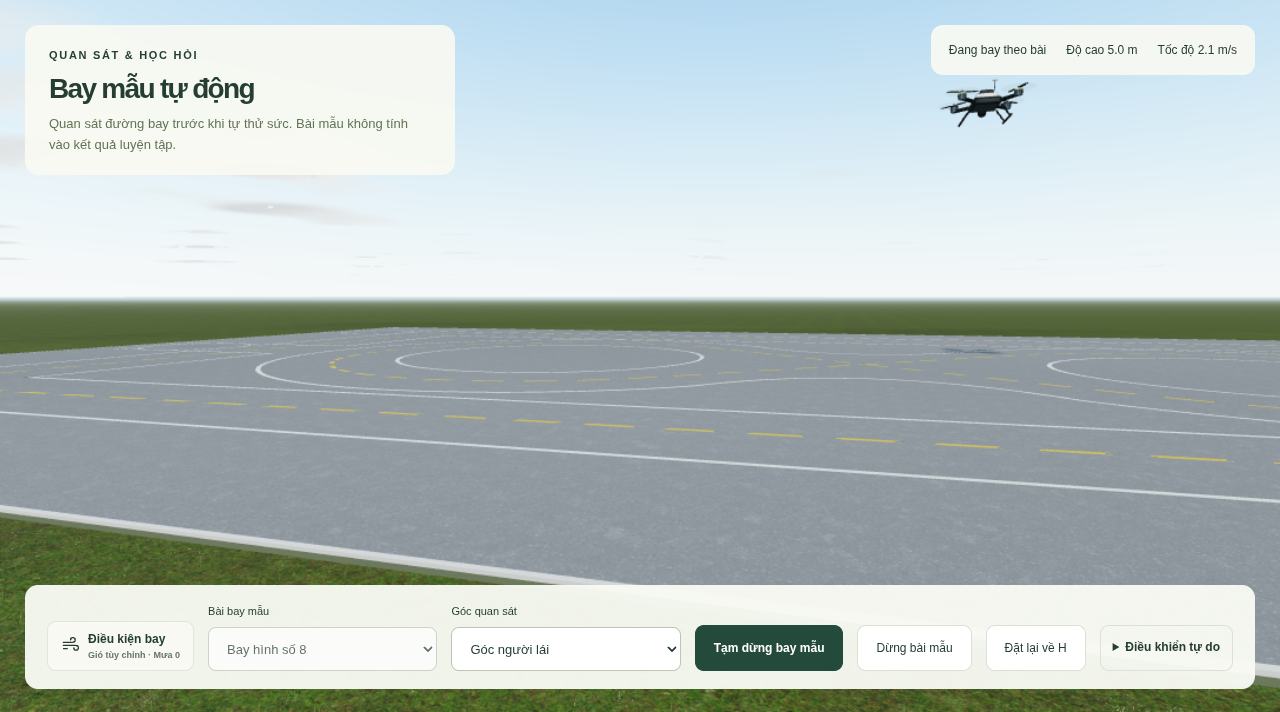 QUAN SÁT & HỌC HỎI
Bay mẫu tự động
Quan sát đường bay trước khi tự thử sức. Bài mẫu không tính
vào kết quả luyện tập.
Đang bay theo bài Độ cao 5.0 m Tốc độ 2.1 m/s
Điều kiện bay
Gió tùy chỉnh · Mưa 0
Bài bay mẫu
Bay hình số 8
Góc quan sát
Góc người lái
Tạm dừng bay mẫu
Dừng bài mẫu
Đặt lại về H
Điều khiển tự do